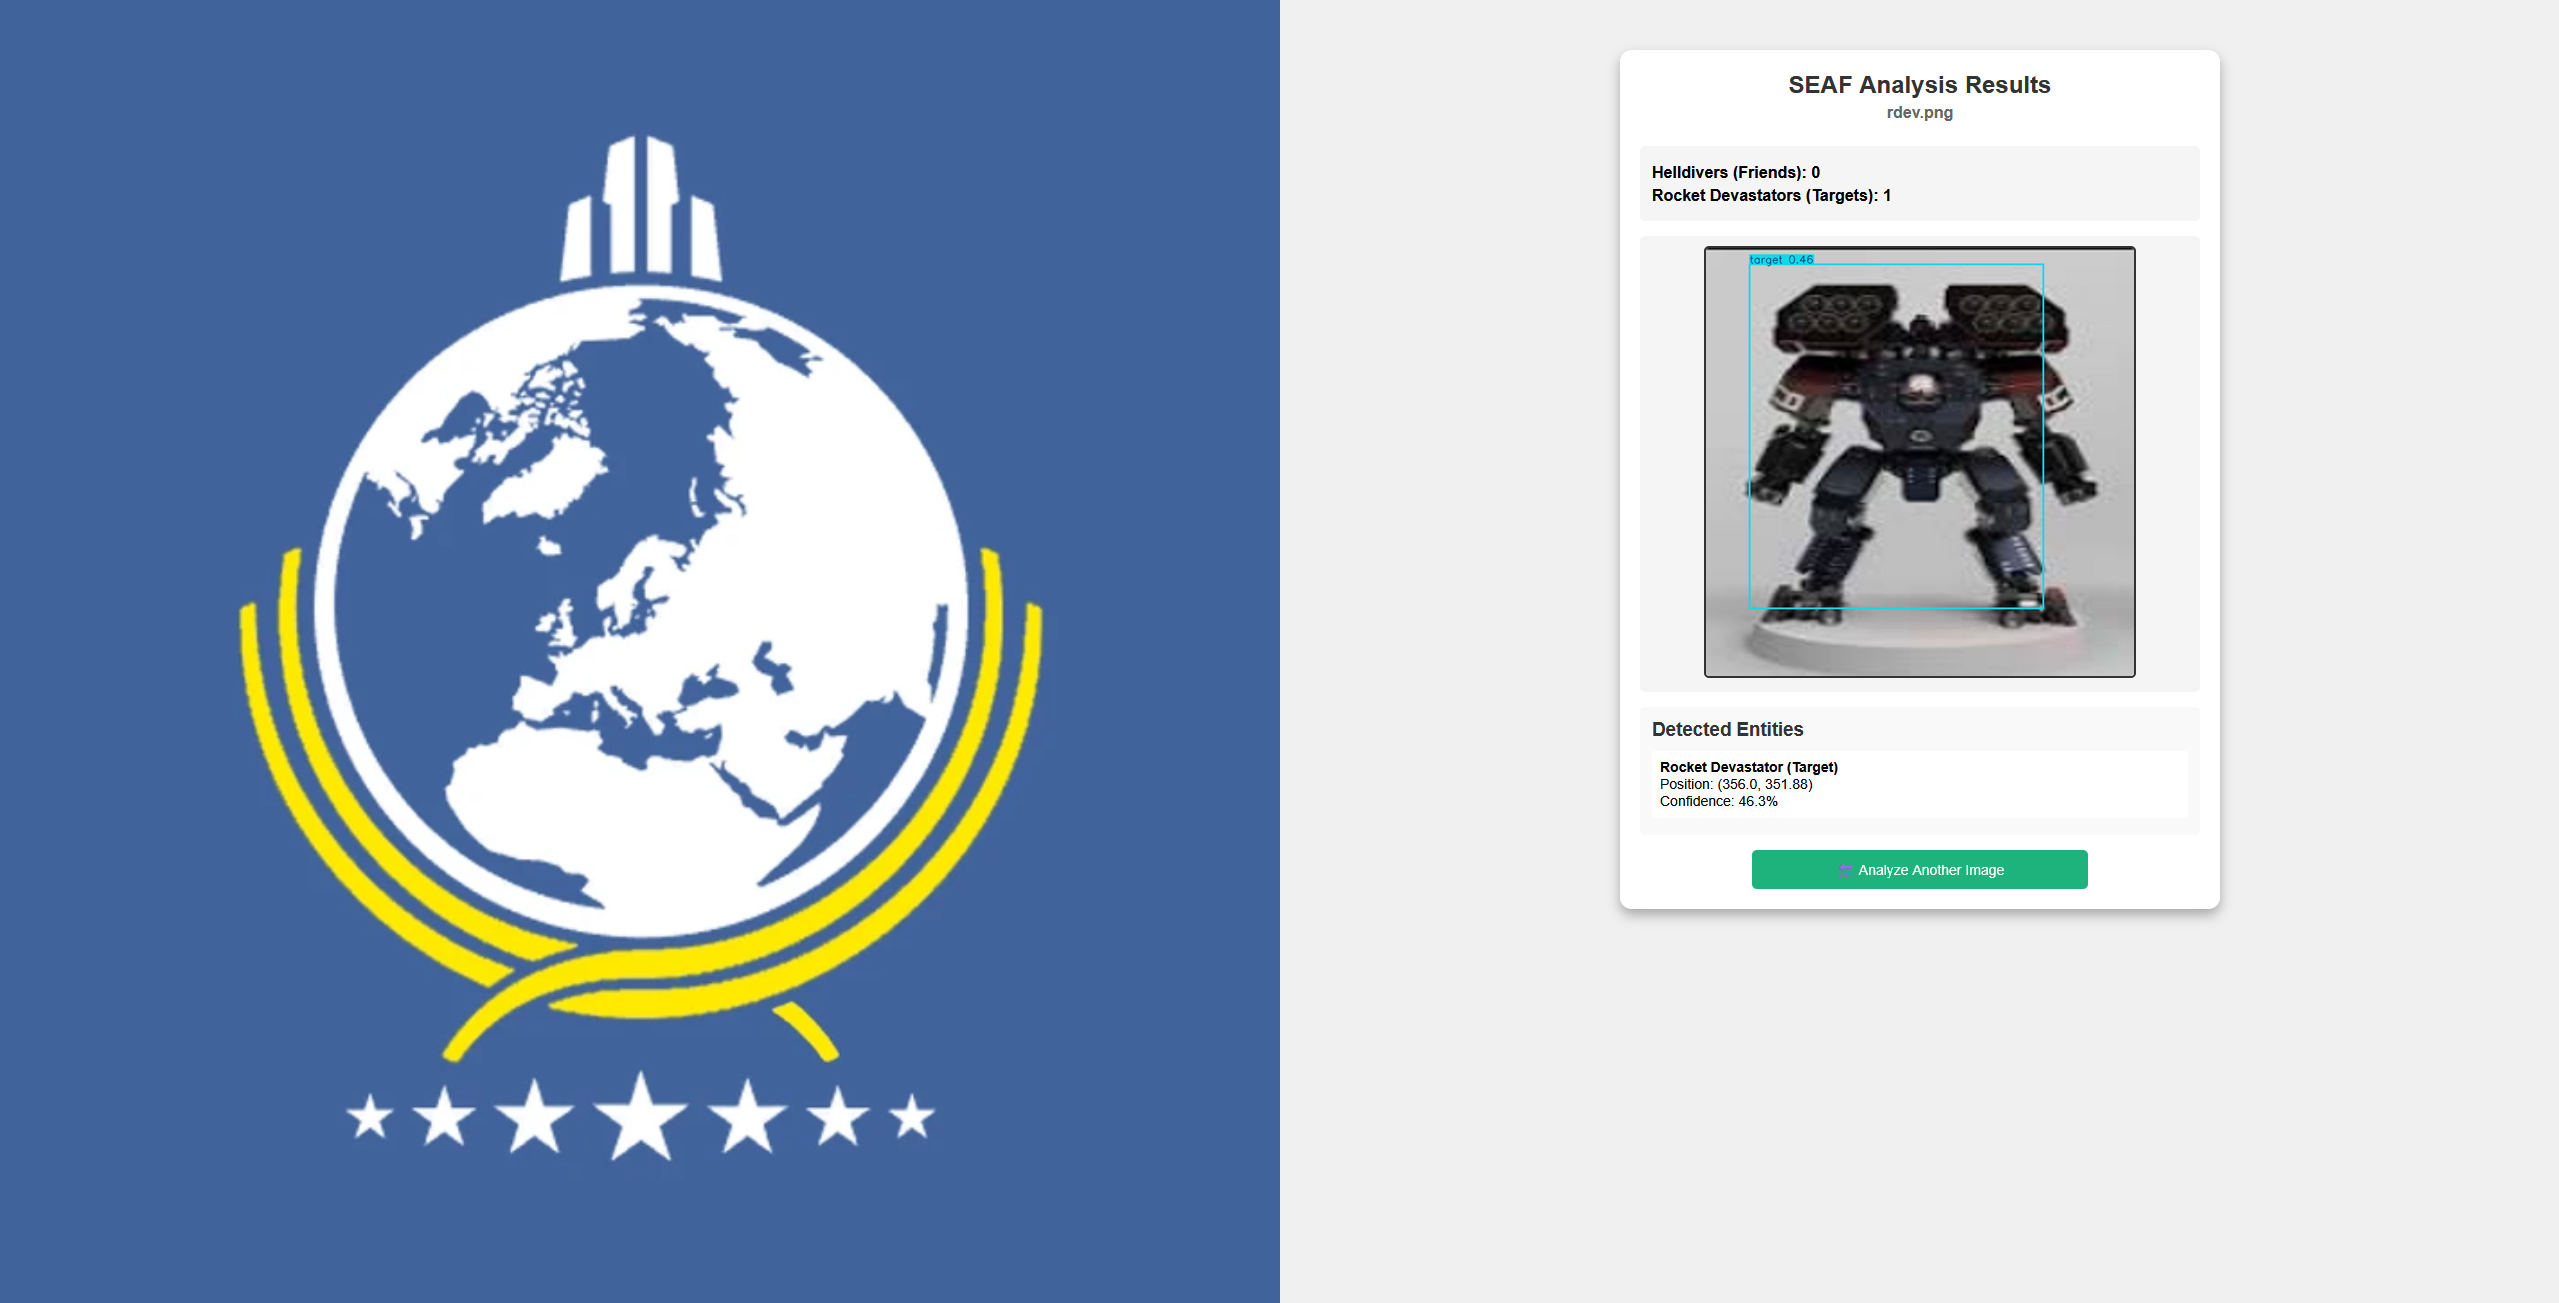 SEAF Analysis Results
rdev.png
Helldivers (Friends): 0
Rocket Devastators (Targets): 1
target 0.46
Detected Entities
Rocket Devastator (Target)
Position: (356.0, 351.88)
Confidence: 46.3%
Analyze Another Image